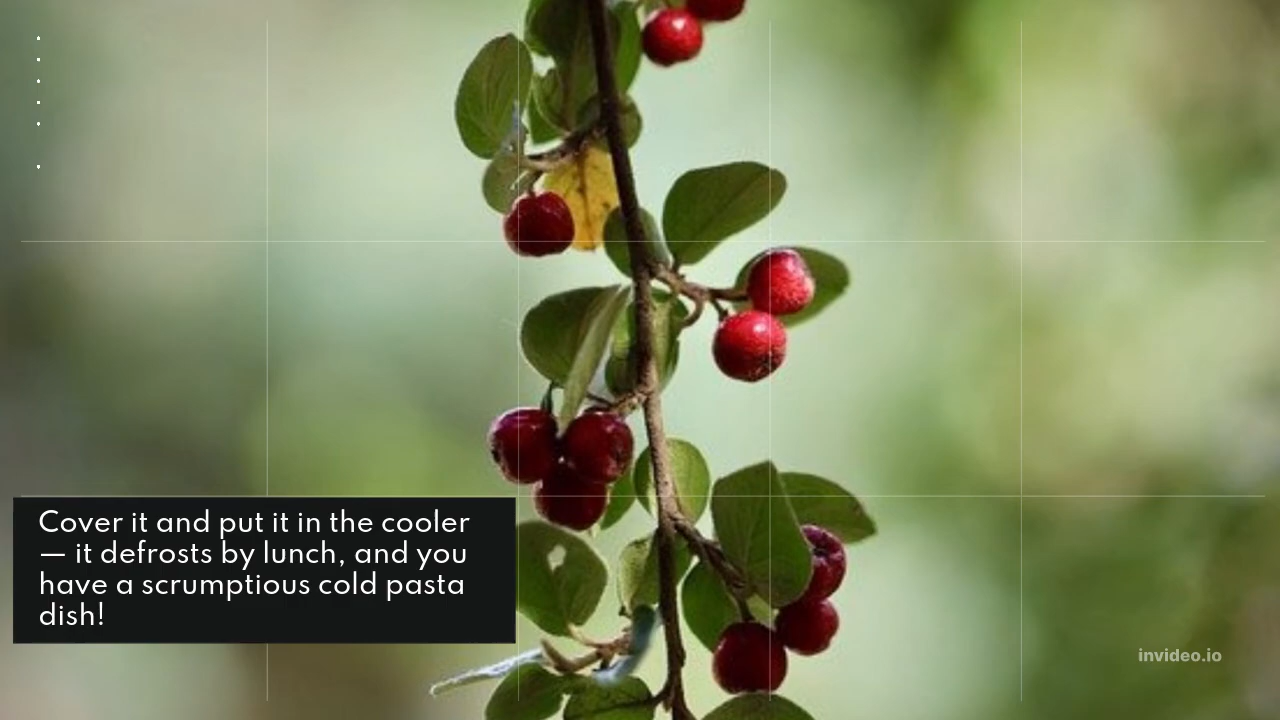 Cover it and put it in the cooler
— it defrosts by lunch, and you
have a scrumptious cold pasta
dish!
invideo.io